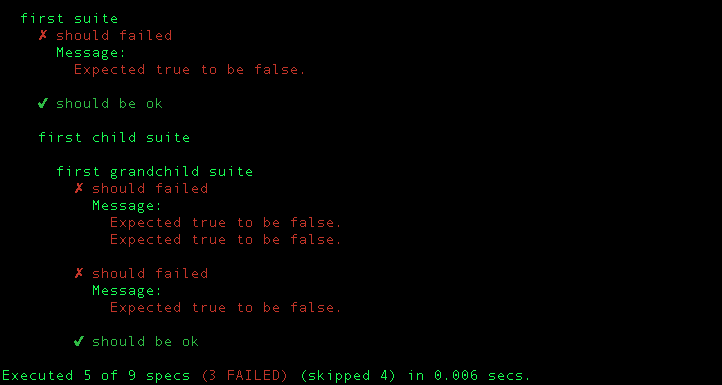 first suite
✗ should failed
Message:
Expected true to be false.
✔ should be ok
first child suite
first grandchild suite
✗ should failed
Message:
Expected true to be false.
Expected true to be false.
✗ should failed
Message:
Expected true to be false.
✔ should be ok
Executed 5 of 9 specs (3 FAILED) (skipped 4) in 0.006 secs.